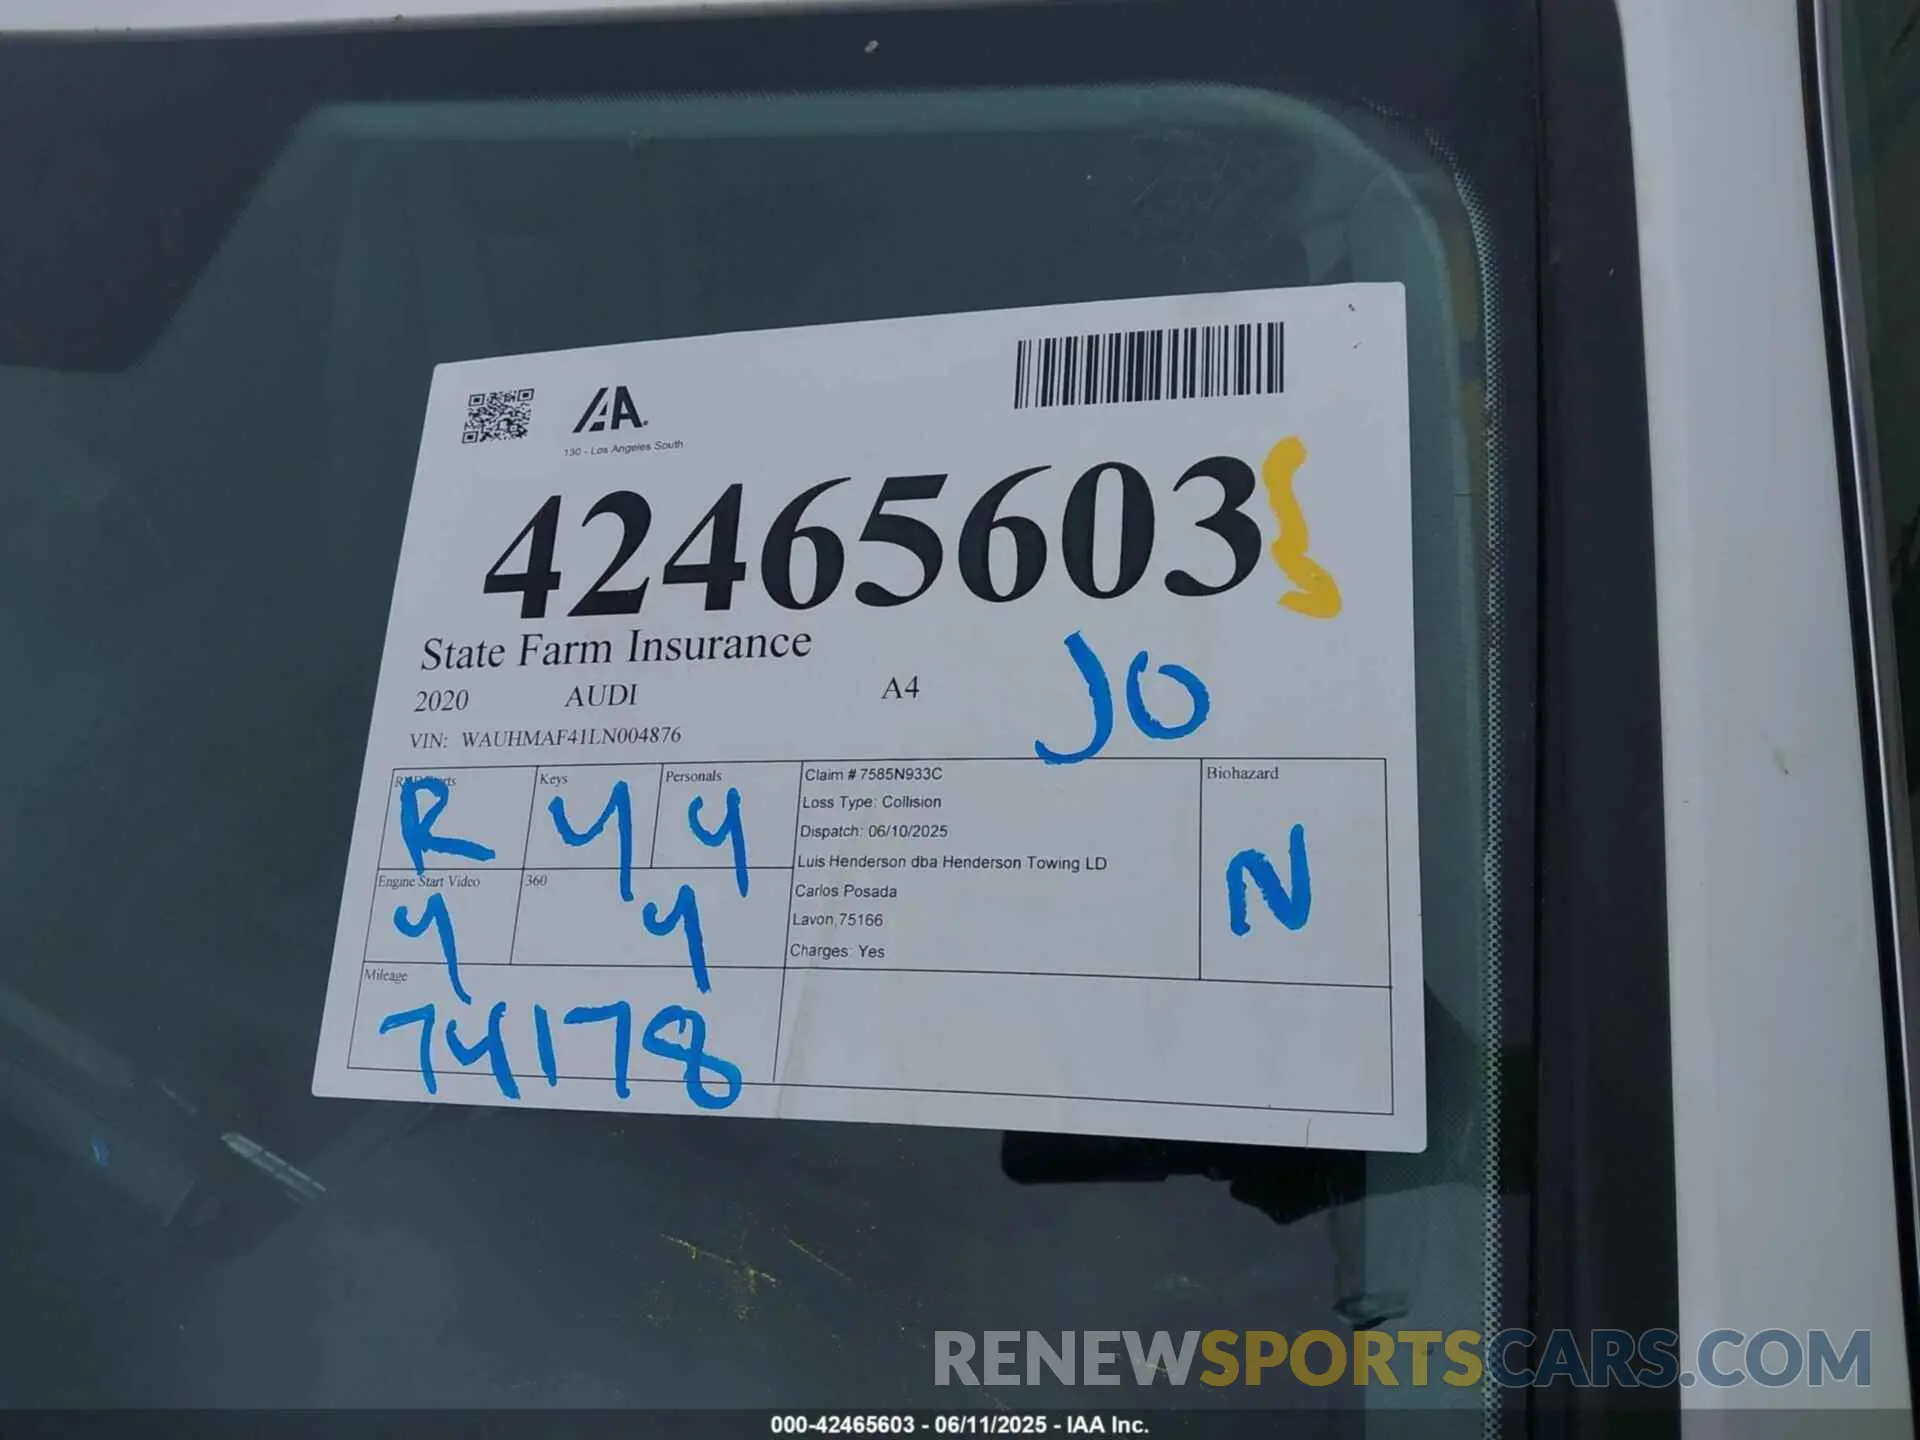 IAA
130 - Los Angeles South
42465603
State Farm Insurance
2020 AUDI A4
JO
VIN: WAUHMAF41LN004876
Keys
Personals
R
y
y
Engine Start Video
360
y
y
Mileage
74178
Claim # 7585N933C
Loss Type: Collision
Dispatch: 06/10/2025
Luis Henderson dba Henderson Towing LD
Carlos Posada
Lavon,75166
Charges: Yes
Biohazard
N
RENEWSPORTSCARS.COM
000-42465603 - 06/11/2025 - IAA Inc.